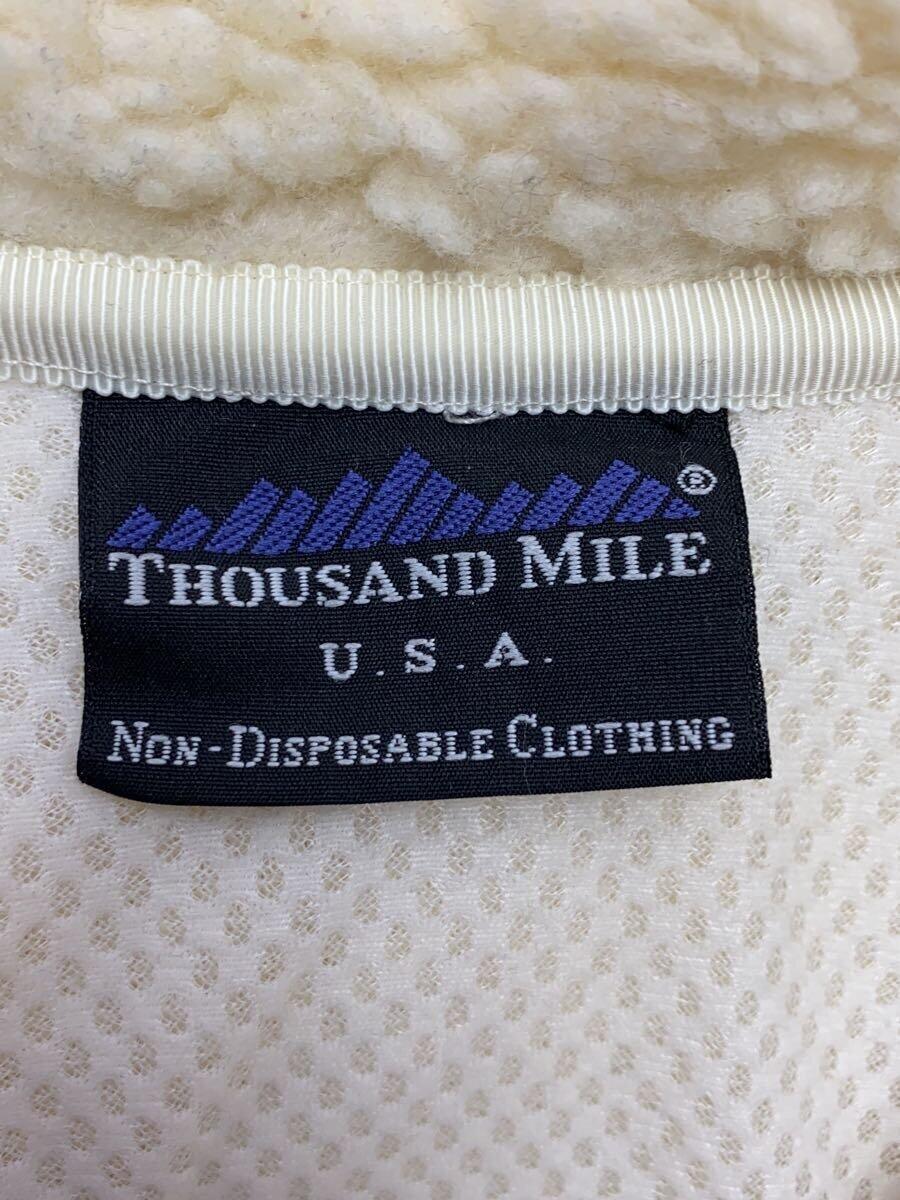 ®
THOUSAND MILE
U.S.A.
NON-DISPOSABLE CLOTHING